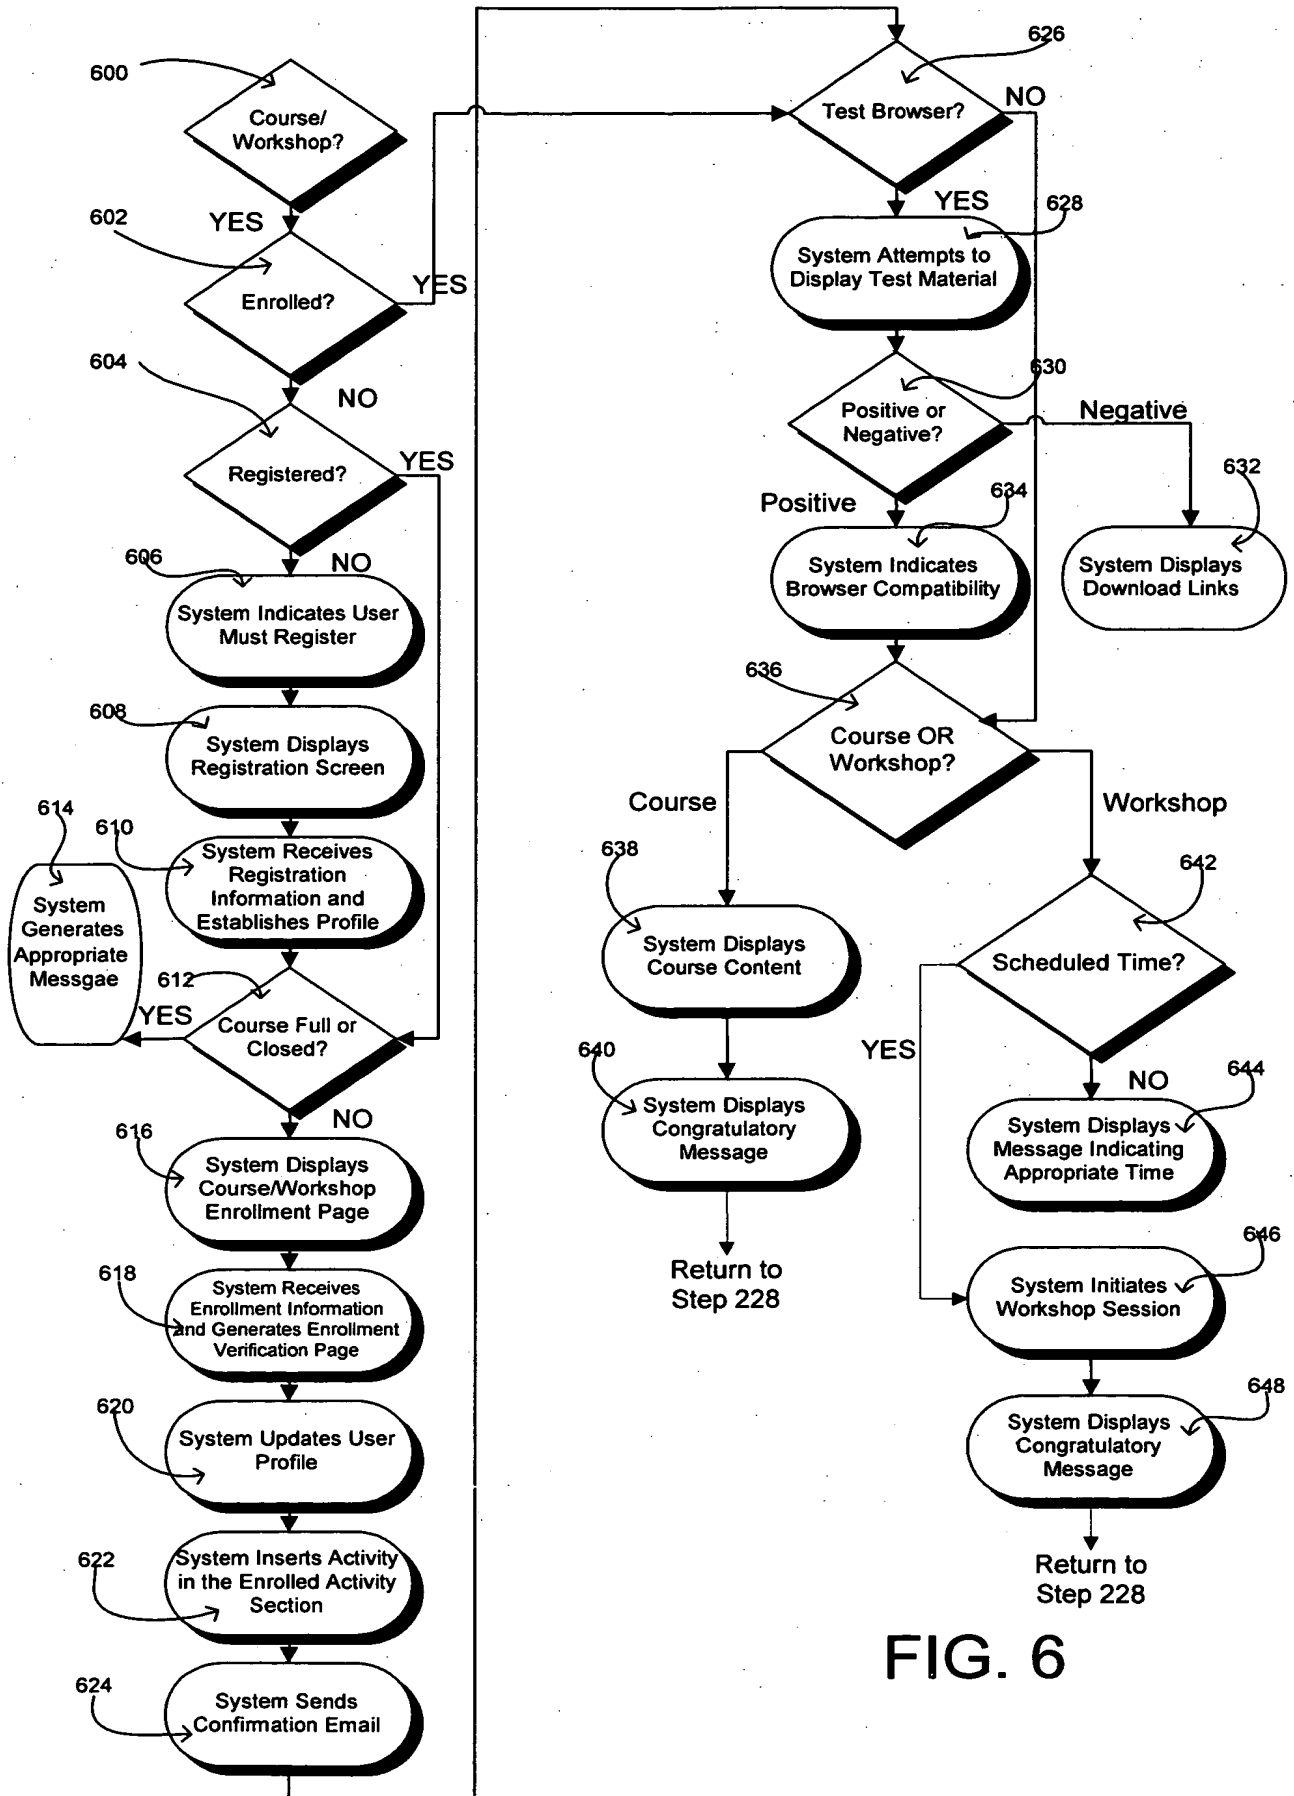 600
Course/
Workshop?
YES
602
Enrolled?
YES
NO
604
Registered?
YES
NO
606
System Indicates User
Must Register
608
System Displays
Registration Screen
610
System Receives
Registration
Information and
Establishes Profile
614
System
Generates
Appropriate
Messgae
612
Course Full or
Closed?
YES
NO
616
System Displays
Course/Workshop
Enrollment Page
618
System Receives
Enrollment Information
and Generates Enrollment
Verification Page
620
System Updates User
Profile
622
System Inserts Activity
in the Enrolled Activity
Section
624
System Sends
Confirmation Email
626
Test Browser?
NO
YES
628
System Attempts to
Display Test Material
630
Positive or
Negative?
Negative
632
System Displays
Download Links
Positive
634
System Indicates
Browser Compatibility
636
Course OR
Workshop?
Course
Workshop
638
System Displays
Course Content
640
System Displays
Congratulatory
Message
Return to
Step 228
642
Scheduled Time?
YES
NO
644
System Displays
Message Indicating
Appropriate Time
646
System Initiates
Workshop Session
648
System Displays
Congratulatory
Message
Return to
Step 228
FIG. 6